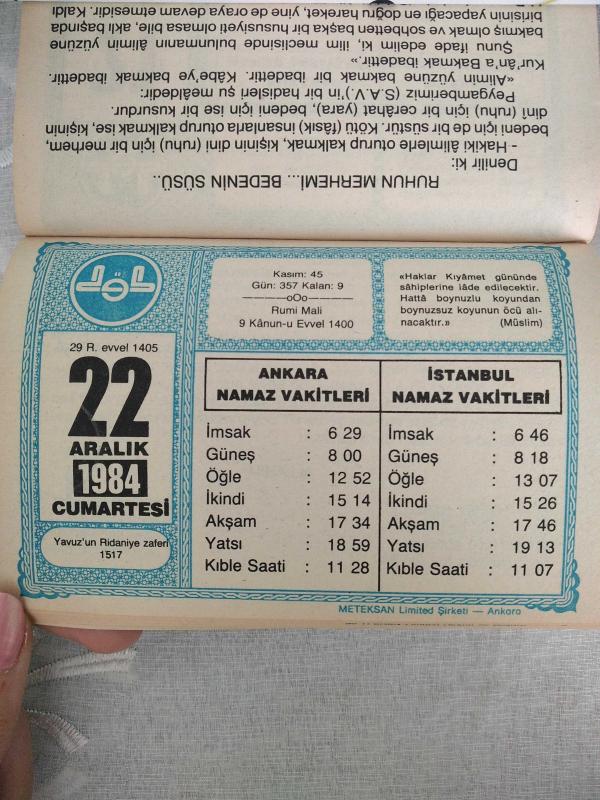 RUHUN MERHEMİ... BEDENİN SÜSÜ..
Denilir ki:
- Hakiki âlimlerle oturup kalkmak, kişinin dini (ruhu) için bir merhem,
bedeni için de bir süstür. Kötü (fâsık) insanlarla oturup kalkmak ise, kişinin
dînî (ruhu) için bir cerâhat (yara), bedeni için ise bir kusurdur.
Peygamberimiz (S.A.V.)'in bir hadisleri şu meâldedir:
«Alimin yüzüne bakmak bir ibadettir. Kâbe'ye bakmak ibadettir.
Kur'ân'a Bakmak ibadettir.»
Şunu ifade edelim ki, ilim meclisinde bulunmanın âlimin yüzüne
bakmak ve sohbetten başka bir hususiyeti olmasa bile, aklı başında
birisinin yapacağı en doğru hareket, yine de oraya devam etmesidir. Kaldı
29 R. evvel 1405
22
ARALIK
1984
CUMARTESİ
Yavuz'un Ridaniye zaferi
1517
Kasım: 45
Gün: 357 Kalan: 9
————oOo————
Rumi Mali
9 Kânun-u Evvel 1400
«Haklar Kıyâmet gününde
sâhiplerine iâde edilecektir.
Hattâ boynuzlu koyundan
boynuzsuz koyunun öcü alı-
nacaktır.» (Müslim)
ANKARA
NAMAZ VAKİTLERİ
İmsak : 6 29
Güneş : 8 00
Öğle : 12 52
İkindi : 15 14
Akşam : 17 34
Yatsı : 18 59
Kıble Saati : 11 28
İSTANBUL
NAMAZ VAKİTLERİ
İmsak : 6 46
Güneş : 8 18
Öğle : 13 07
İkindi : 15 26
Akşam : 17 46
Yatsı : 19 13
Kıble Saati : 11 07
METEKSAN Limited Şirketi — Ankara